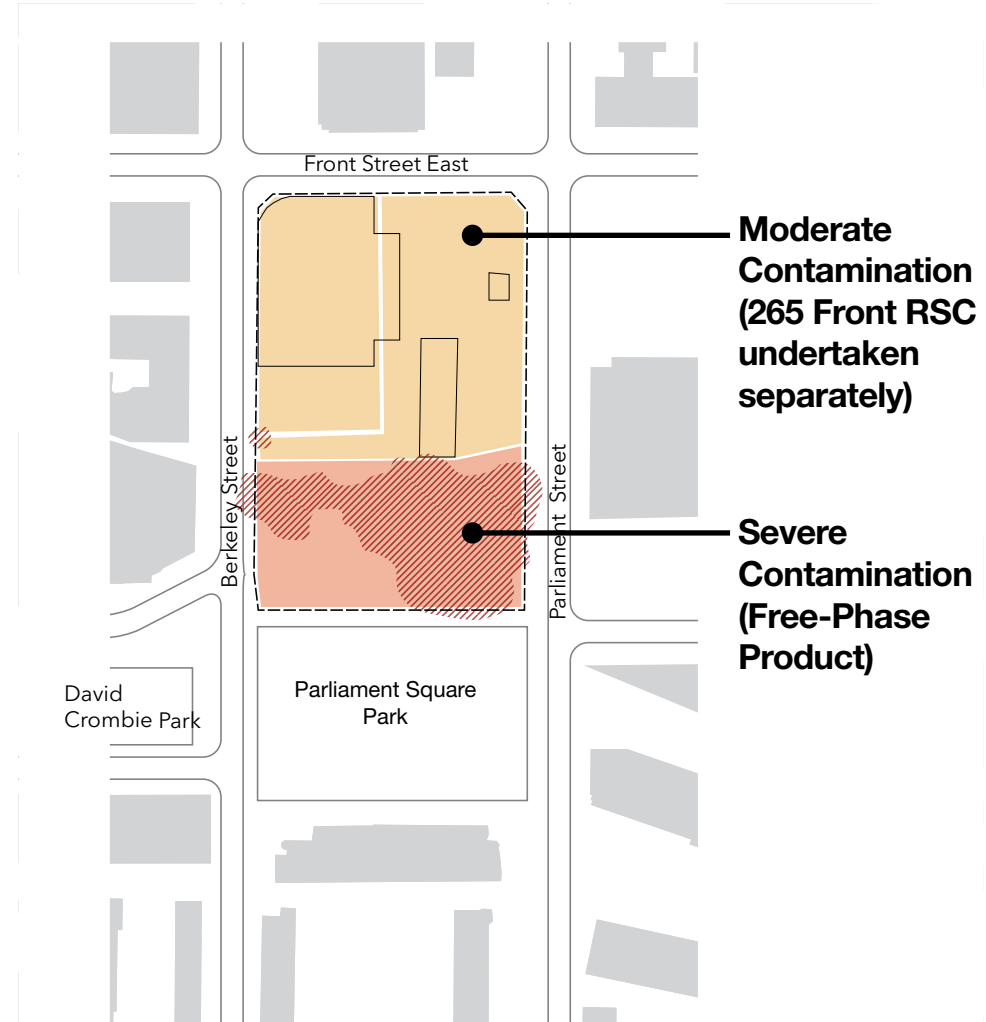 Front Street East
Moderate
Contamination
(265 Front RSC
undertaken
separately)
Berkeley Street
Parliament Street
Severe
Contamination
(Free-Phase
Product)
David
Crombie Park
Parliament Square
Park